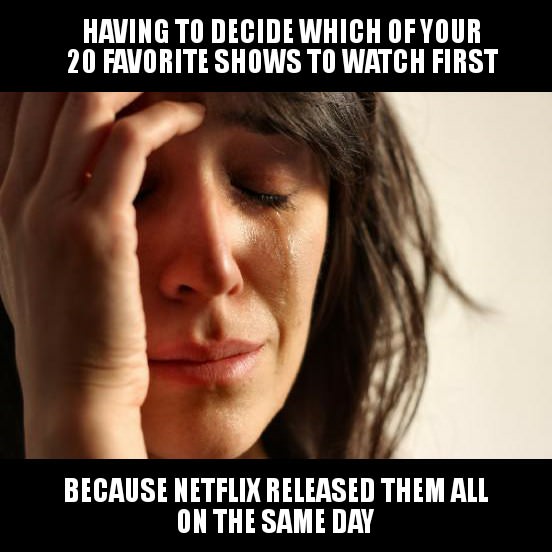 HAVING TO DECIDE WHICH OF YOUR
20 FAVORITE SHOWS TO WATCH FIRST
BECAUSE NETFLIX RELEASED THEM ALL
ON THE SAME DAY